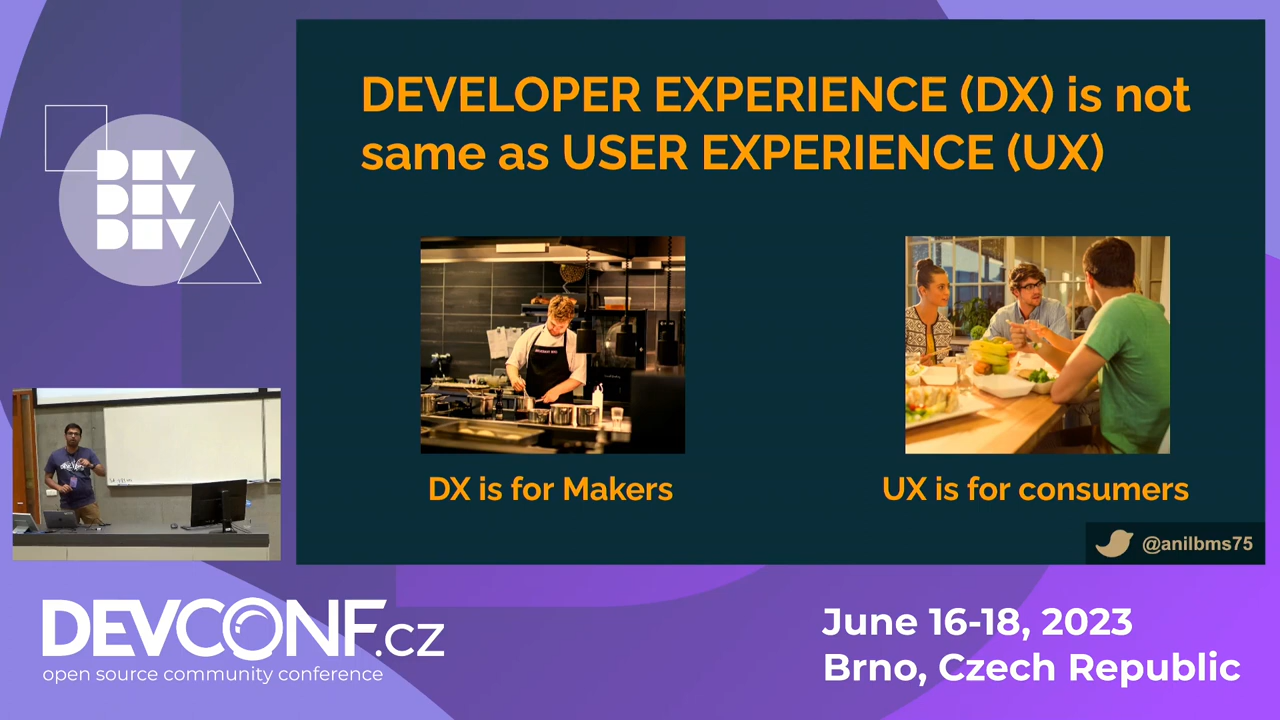 DEV
DEV
DEV
DEVELOPER EXPERIENCE (DX) is not
same as USER EXPERIENCE (UX)
DX is for Makers
UX is for consumers
@anilbms75
DEVCONF.cz
open source community conference
June 16-18, 2023
Brno, Czech Republic